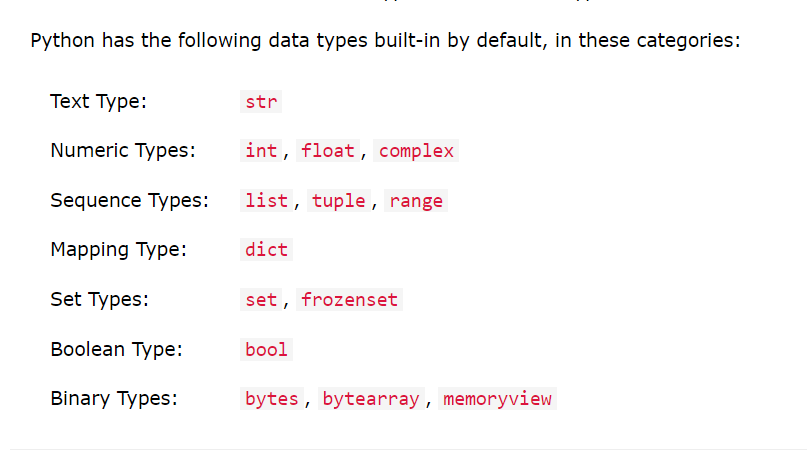 Python has the following data types built-in by default, in these categories:
Text Type: str
Numeric Types: int, float, complex
Sequence Types: list, tuple, range
Mapping Type: dict
Set Types: set, frozenset
Boolean Type: bool
Binary Types: bytes, bytearray, memoryview